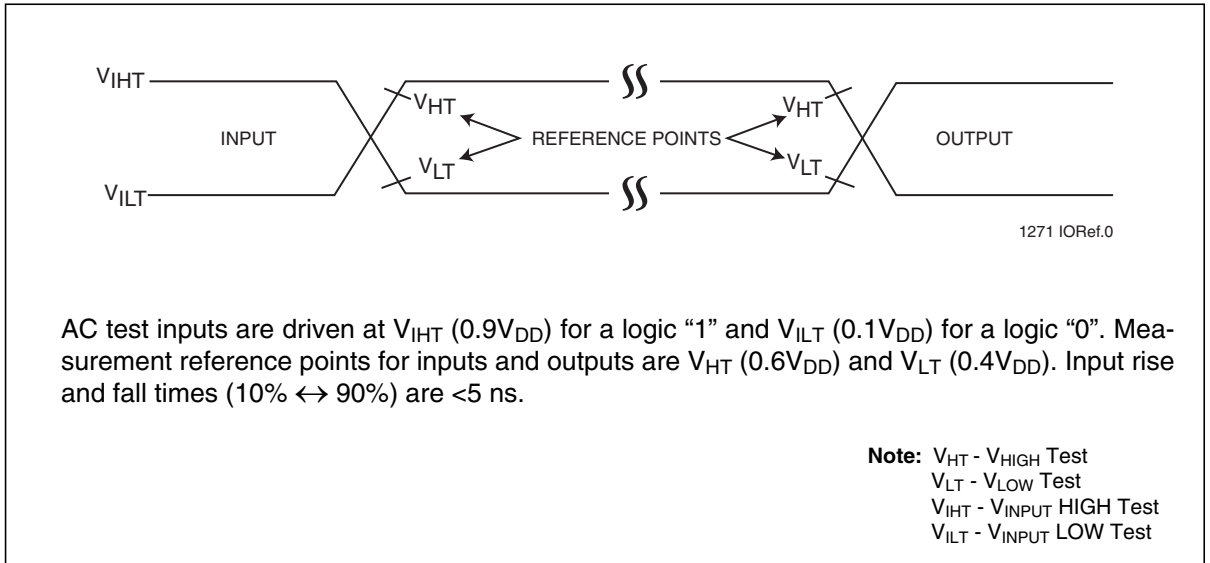 VIHT
VHT
VHT
INPUT
REFERENCE POINTS
OUTPUT
VLT
VLT
VILT
1271 IORef.0
AC test inputs are driven at VIHT (0.9VDD) for a logic “1” and VILT (0.1VDD) for a logic “0”. Mea-
surement reference points for inputs and outputs are VHT (0.6VDD) and VLT (0.4VDD). Input rise
and fall times (10% ↔ 90%) are <5 ns.
Note: VHT - VHIGH Test
VLT - VLOW Test
VIHT - VINPUT HIGH Test
VILT - VINPUT LOW Test